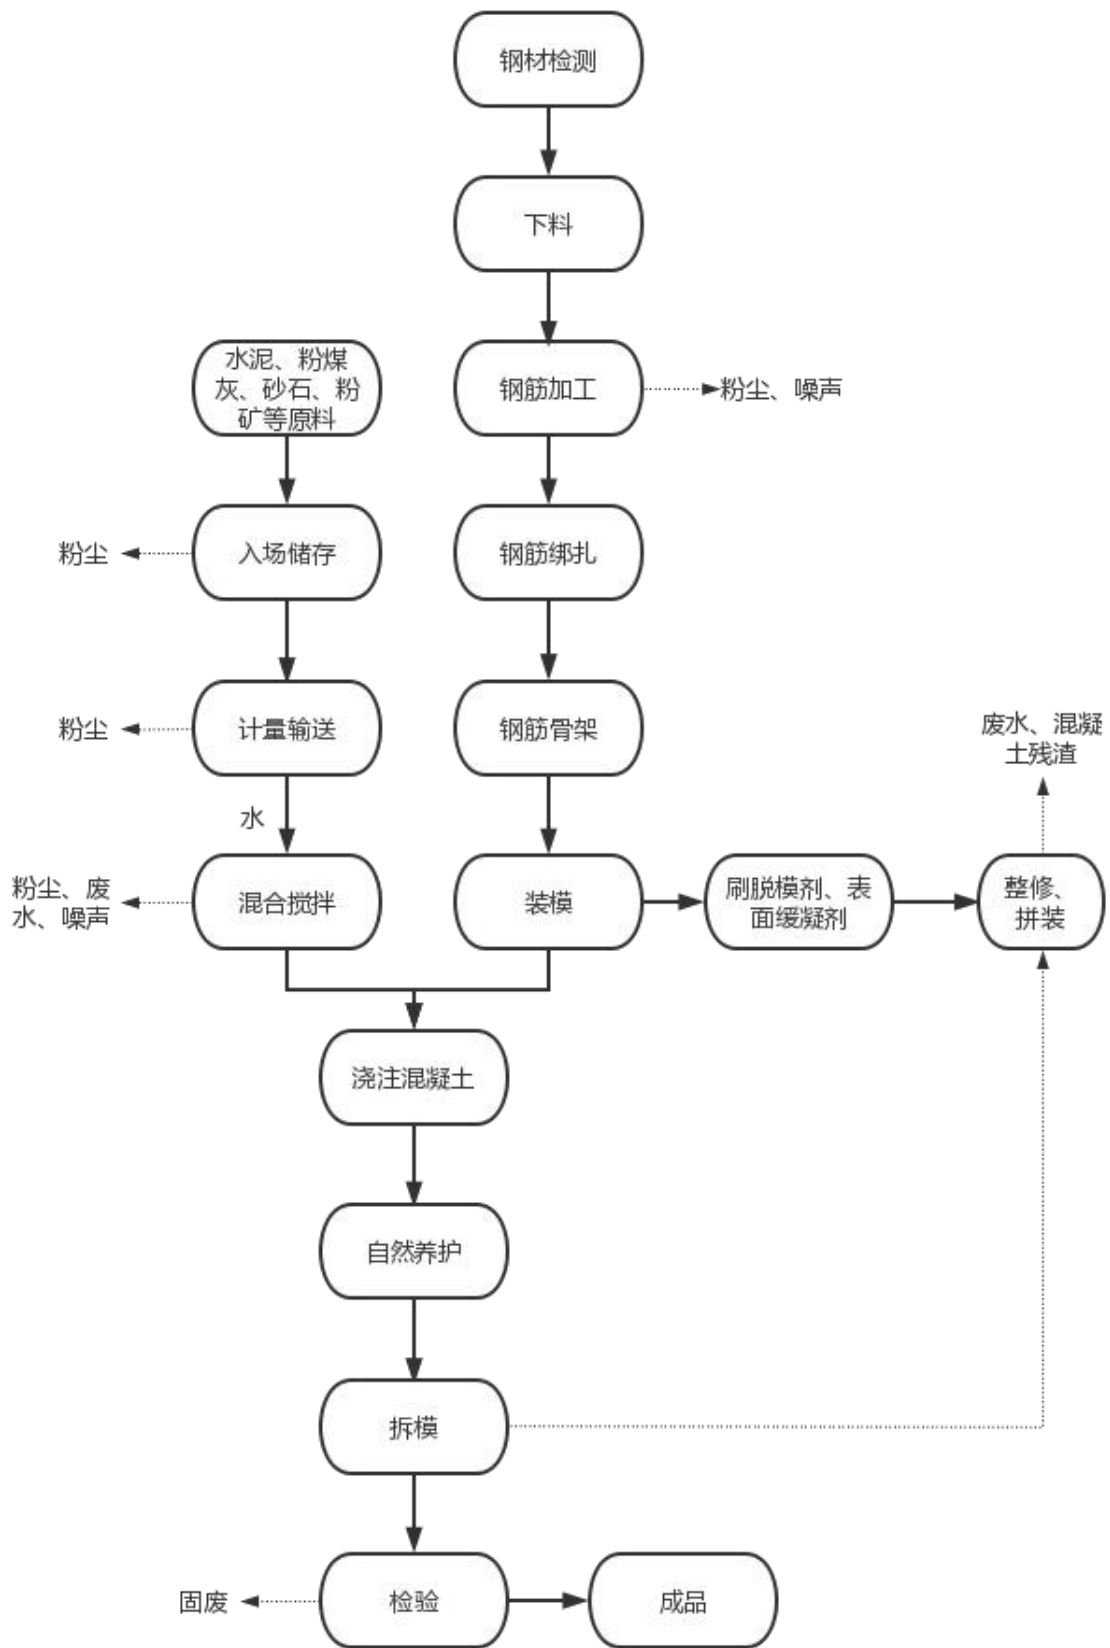 钢材检测
下料
水泥、粉煤
灰、砂石、粉
矿等原料
钢筋加工
粉尘、噪声
粉尘
入场储存
钢筋绑扎
粉尘
计量输送
钢筋骨架
废水、混凝
土残渣
水
粉尘、废
水、噪声
混合搅拌
装模
刷脱模剂、表
面缓凝剂
整修、
拼装
浇注混凝土
自然养护
拆模
固废
检验
成品